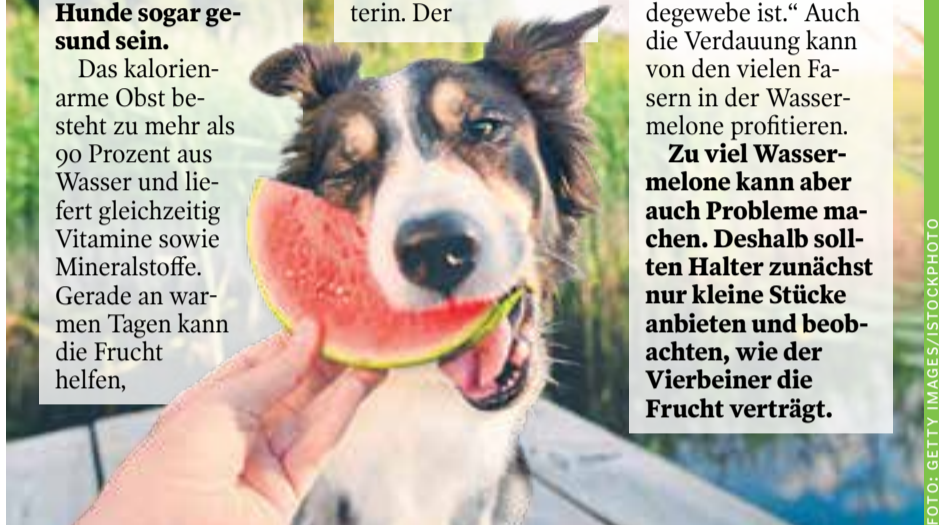 Hunde sogar ge-
sund sein.
Das kalorien-
arme Obst be-
steht zu mehr als
90 Prozent aus
Wasser und lie-
fert gleichzeitig
Vitamine sowie
Mineralstoffe.
Gerade an war-
men Tagen kann
die Frucht
helfen,
terin. Der
degewebe ist.“ Auch
die Verdauung kann
von den vielen Fa-
sern in der Wasser-
melone profitieren.
Zu viel Wasser-
melone kann aber
auch Probleme ma-
chen. Deshalb soll-
ten Halter zunächst
nur kleine Stücke
anbieten und beob-
achten, wie der
Vierbeiner die
Frucht verträgt.
FOTO: GETTY IMAGES/ISTOCKPHOTO